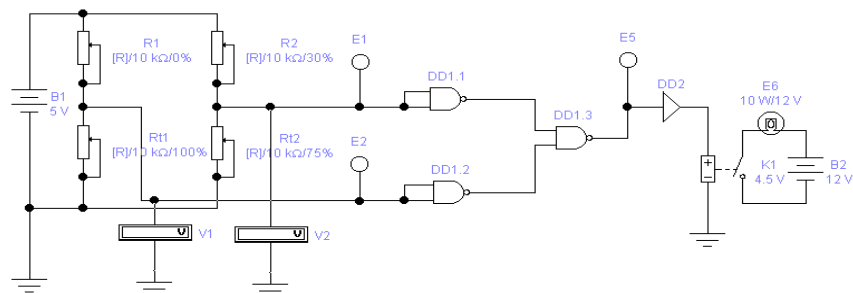 E1
E5
R1
[R]/10 kΩ/0%
R2
[R]/10 kΩ/30%
DD1.1
DD2
E6
10 W/12 V
B1
5 V
DD1.3
Rt1
[R]/10 kΩ/100%
Rt2
[R]/10 kΩ/75%
E2
DD1.2
K1
4.5 V
B2
12 V
V
V1
V
V2